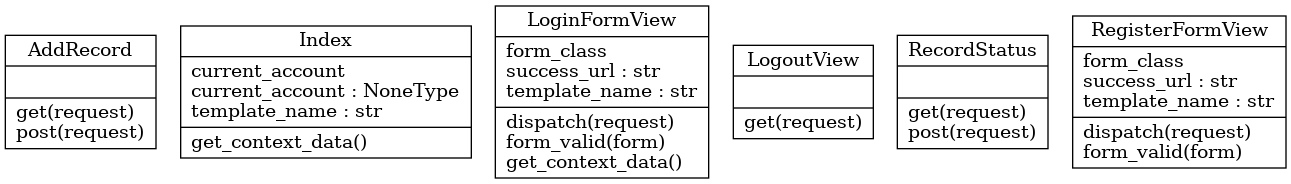 AddRecord
get(request)
post(request)
Index
current_account
current_account : NoneType
template_name : str
get_context_data()
LoginFormView
form_class
success_url : str
template_name : str
dispatch(request)
form_valid(form)
get_context_data()
LogoutView
get(request)
RecordStatus
get(request)
post(request)
RegisterFormView
form_class
success_url : str
template_name : str
dispatch(request)
form_valid(form)